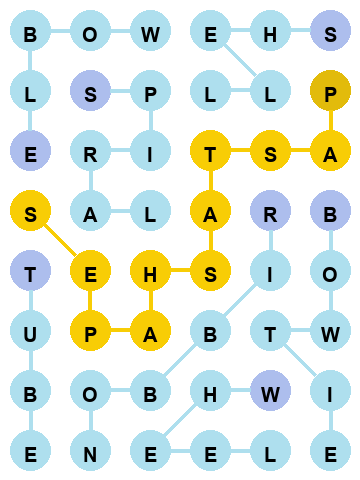 B O W E H S
L S P L L P
E R I T S A
S A L A R B
T E H S I O
U P A B T W
B O B H W I
E N E E L E